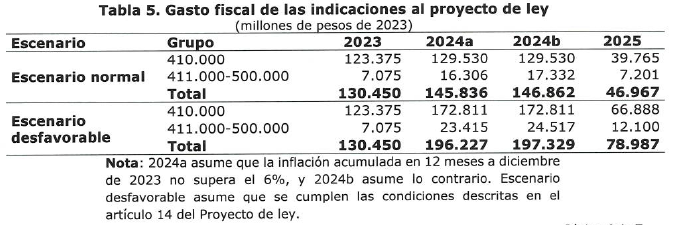 Tabla 5. Gasto fiscal de las indicaciones al proyecto de ley
(millones de pesos de 2023)
Escenario Grupo 2023 2024a 2024b 2025
Escenario normal 410.000 123.375 129.530 129.530 39.765
411.000-500.000 7.075 16.306 17.332 7.201
Total 130.450 145.836 146.862 46.967
Escenario desfavorable 410.000 123.375 172.811 172.811 66.888
411.000-500.000 7.075 23.415 24.517 12.100
Total 130.450 196.227 197.329 78.987
Nota: 2024a asume que la inflación acumulada en 12 meses a diciembre
de 2023 no supera el 6%, y 2024b asume lo contrario. Escenario
desfavorable asume que se cumplen las condiciones descritas en el
artículo 14 del Proyecto de ley.